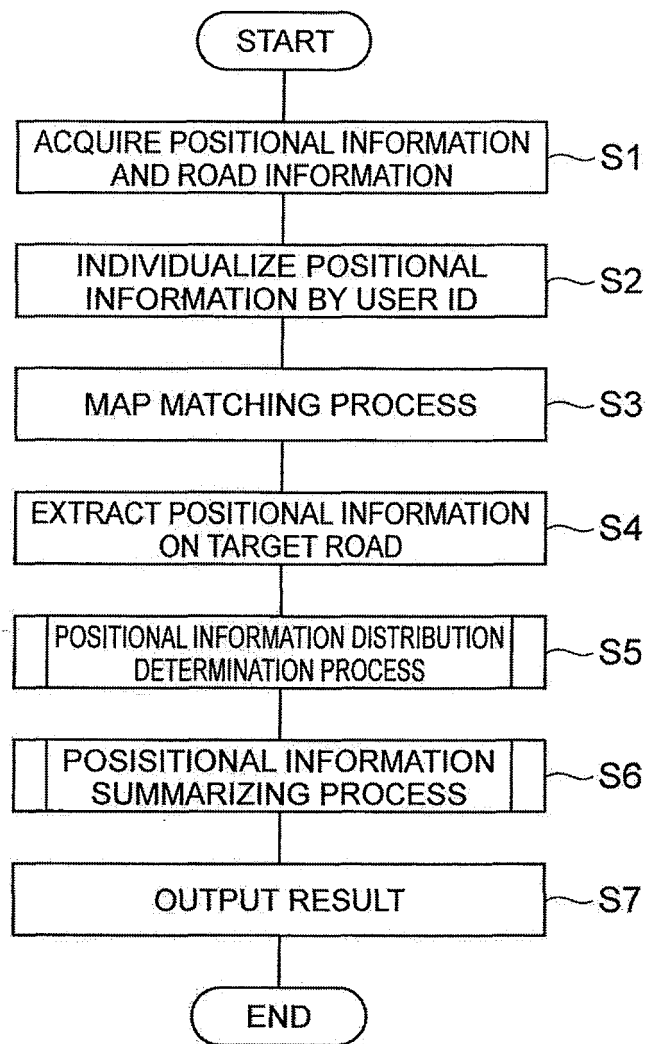 START
ACQUIRE POSITIONAL INFORMATION
AND ROAD INFORMATION
S1
INDIVIDUALIZE POSITIONAL
INFORMATION BY USER ID
S2
MAP MATCHING PROCESS
S3
EXTRACT POSITIONAL INFORMATION
ON TARGET ROAD
S4
POSITIONAL INFORMATION DISTRIBUTION
DETERMINATION PROCESS
S5
POSISITIONAL INFORMATION
SUMMARIZING PROCESS
S6
OUTPUT RESULT
S7
END